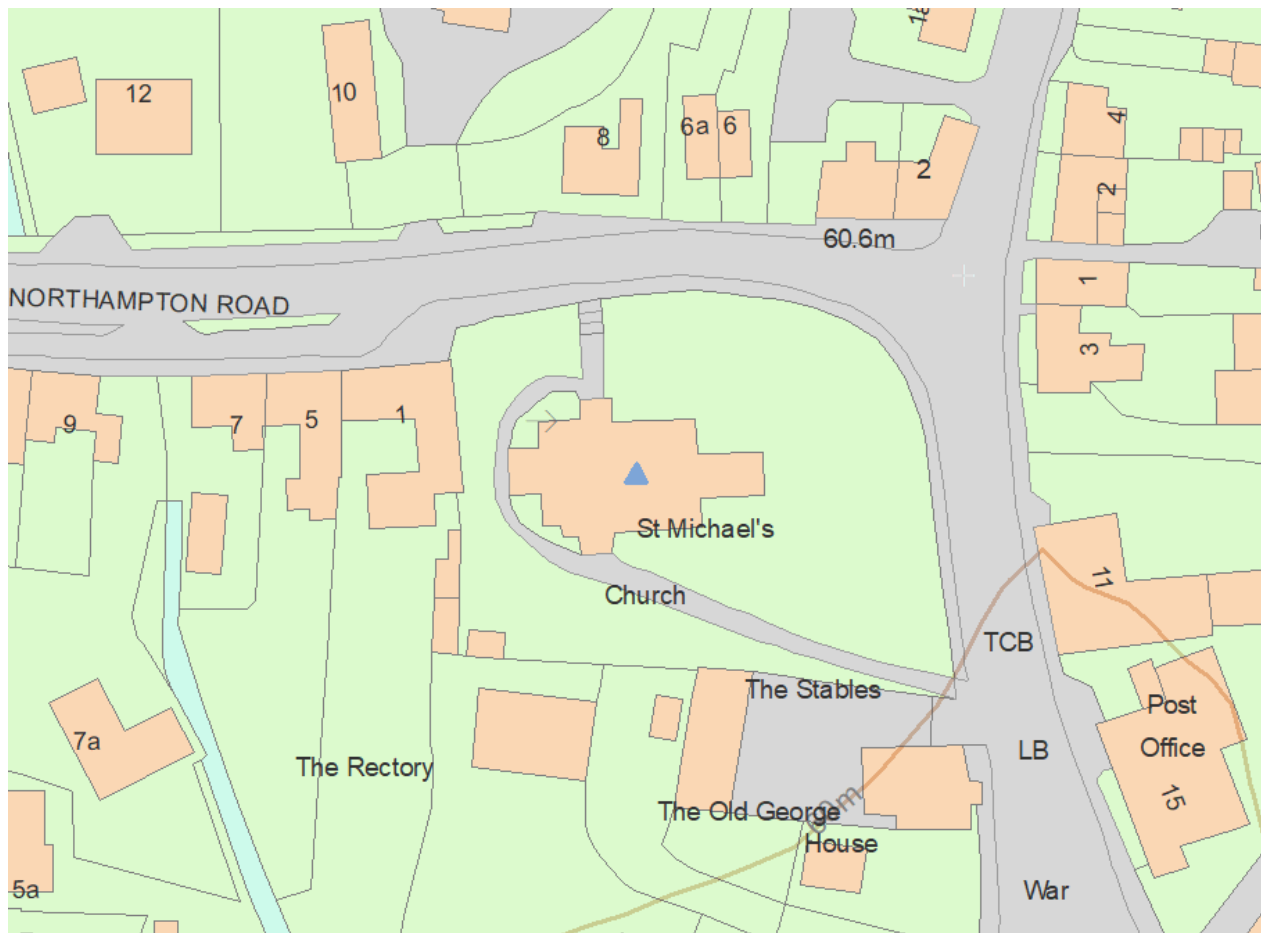 18
12
10
8
6a
6
2
4
2
60.6m
1
NORTHAMPTON ROAD
3
9
7
5
1
St Michael's
Church
11
TCB
The Stables
Post
Office
7a
The Rectory
LB
15
The Old George
House
5a
War